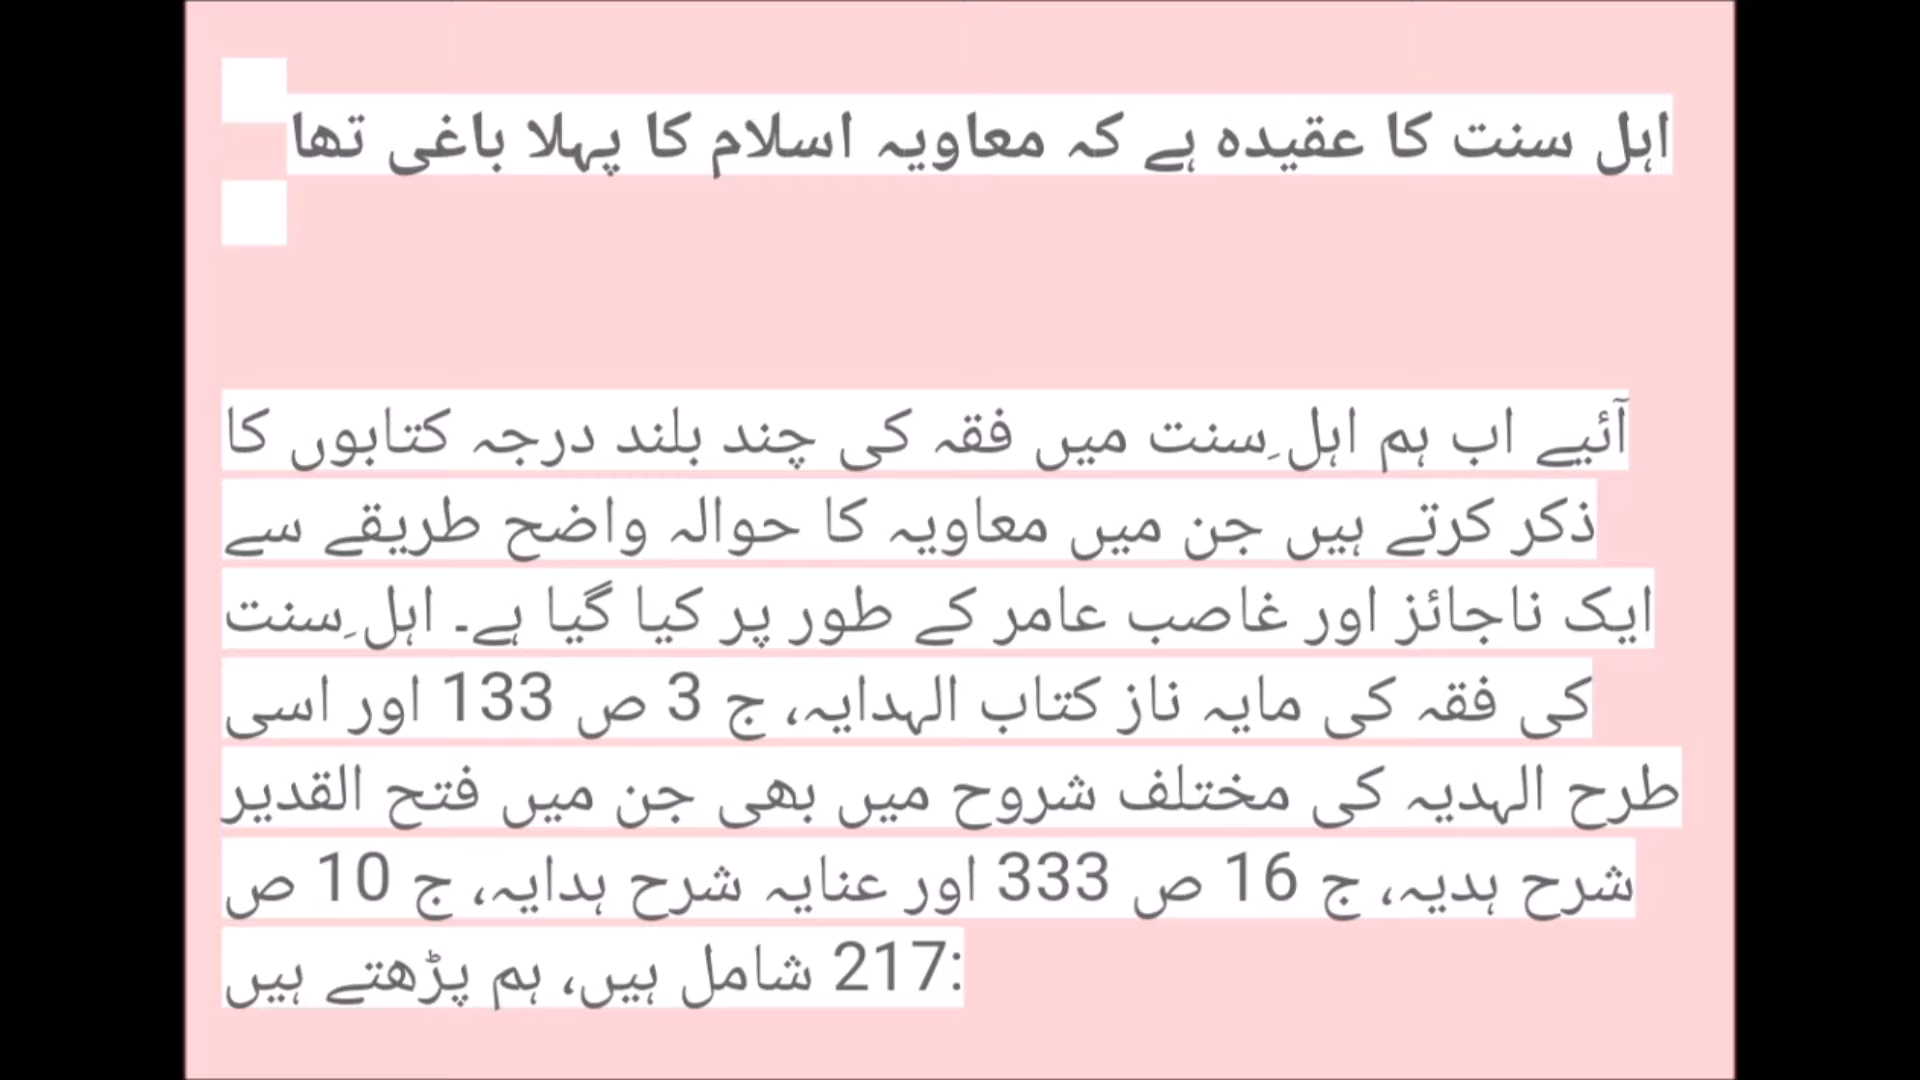 اہل سنت کا عقیدہ ہے کہ معاویہ اسلام کا پہلا باغی تھا
آئیے اب ہم اہل ِسنت میں فقہ کی چند بلند درجہ کتابوں کا
ذکر کرتے ہیں جن میں معاویہ کا حوالہ واضح طریقے سے
ایک ناجائز اور غاصب عامر کے طور پر کیا گیا ہے۔ اہل ِسنت
کی فقہ کی مایہ ناز کتاب الہدایہ، ج 3 ص 133 اور اسی
طرح الہدیہ کی مختلف شروح میں بھی جن میں فتح القدیر
شرح ہدیہ، ج 16 ص 333 اور عنایہ شرح ہدایہ، ج 10 ص
217 شامل ہیں، ہم پڑھتے ہیں: